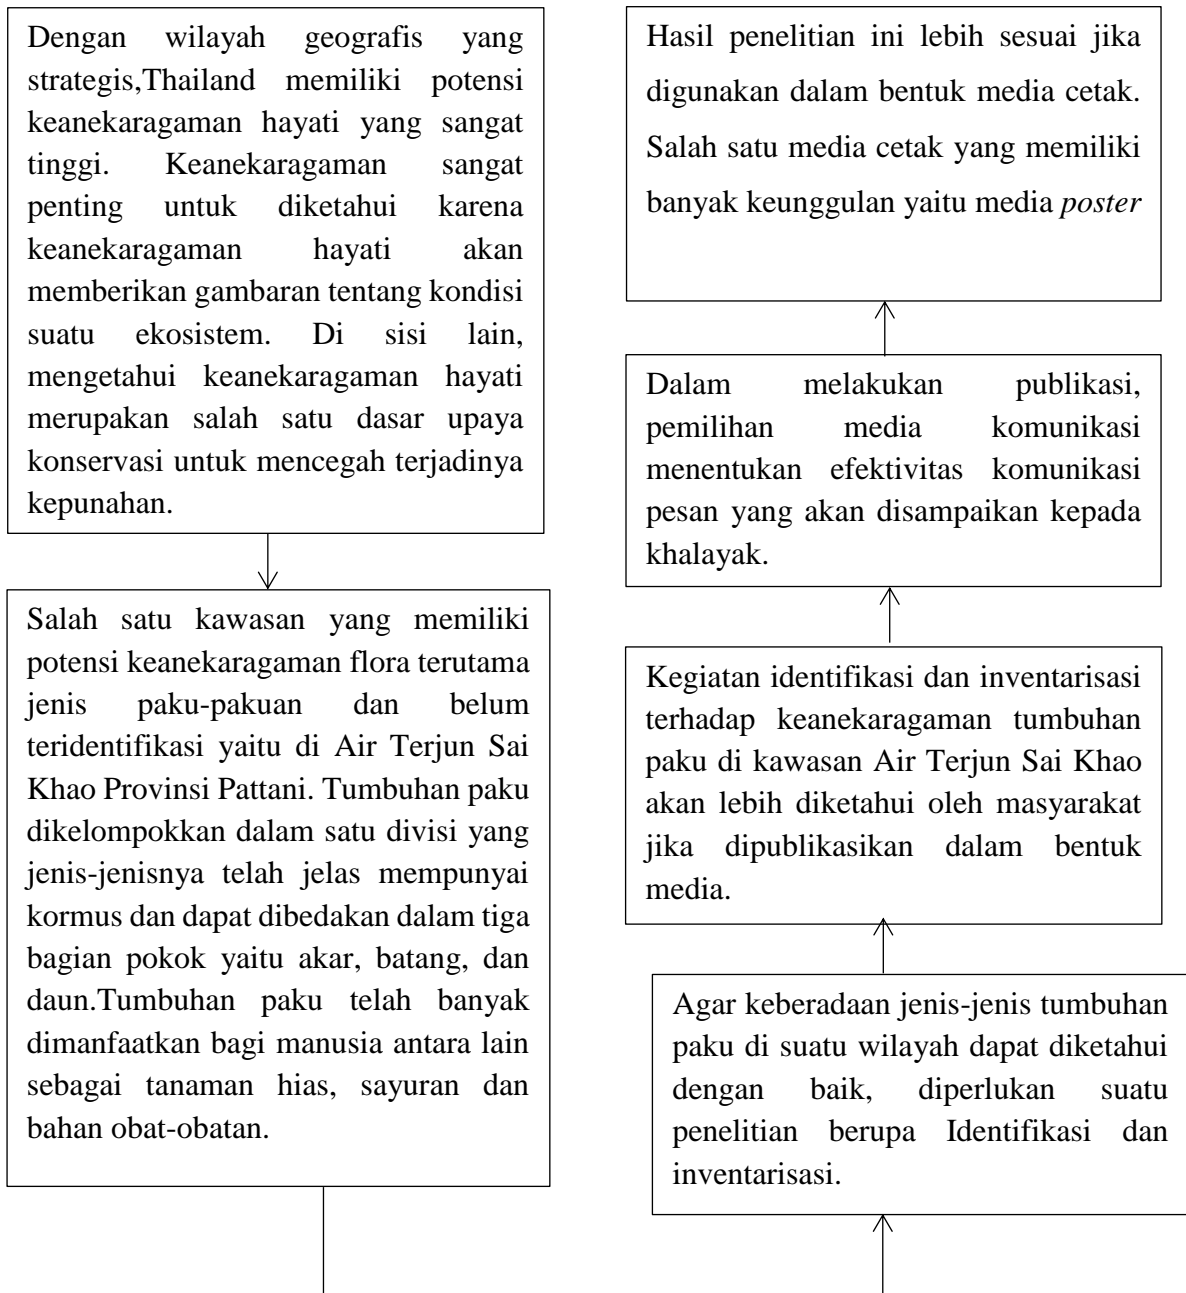 Dengan wilayah geografis yang
strategis,Thailand memiliki potensi
keanekaragaman hayati yang sangat
tinggi. Keanekaragaman sangat
penting untuk diketahui karena
keanekaragaman hayati akan
memberikan gambaran tentang kondisi
suatu ekosistem. Di sisi lain,
mengetahui keanekaragaman hayati
merupakan salah satu dasar upaya
konservasi untuk mencegah terjadinya
kepunahan.
Salah satu kawasan yang memiliki
potensi keanekaragaman flora terutama
jenis paku-pakuan dan belum
teridentifikasi yaitu di Air Terjun Sai
Khao Provinsi Pattani. Tumbuhan paku
dikelompokkan dalam satu divisi yang
jenis-jenisnya telah jelas mempunyai
kormus dan dapat dibedakan dalam tiga
bagian pokok yaitu akar, batang, dan
daun.Tumbuhan paku telah banyak
dimanfaatkan bagi manusia antara lain
sebagai tanaman hias, sayuran dan
bahan obat-obatan.
Agar keberadaan jenis-jenis tumbuhan
paku di suatu wilayah dapat diketahui
dengan baik, diperlukan suatu
penelitian berupa Identifikasi dan
inventarisasi.
Kegiatan identifikasi dan inventarisasi
terhadap keanekaragaman tumbuhan
paku di kawasan Air Terjun Sai Khao
akan lebih diketahui oleh masyarakat
jika dipublikasikan dalam bentuk
media.
Dalam melakukan publikasi,
pemilihan media komunikasi
menentukan efektivitas komunikasi
pesan yang akan disampaikan kepada
khalayak.
Hasil penelitian ini lebih sesuai jika
digunakan dalam bentuk media cetak.
Salah satu media cetak yang memiliki
banyak keunggulan yaitu media poster